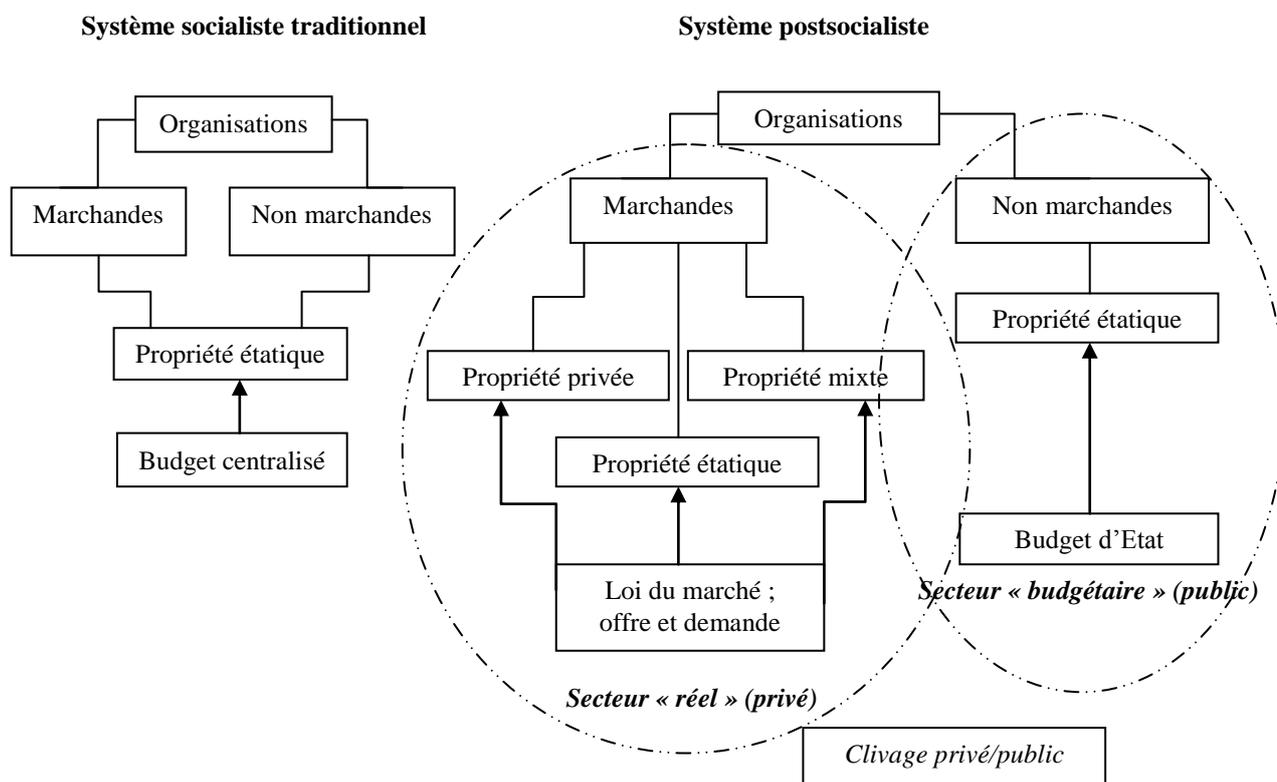 Système socialiste traditionnel
Système postsocialiste
Organisations
Marchandes
Non marchandes
Propriété étatique
Budget centralisé
Organisations
Marchandes
Non marchandes
Propriété étatique
Propriété privée
Propriété mixte
Propriété étatique
Loi du marché ;
offre et demande
Budget d’Etat
Secteur « budgétaire » (public)
Secteur « réel » (privé)
Clivage privé/public